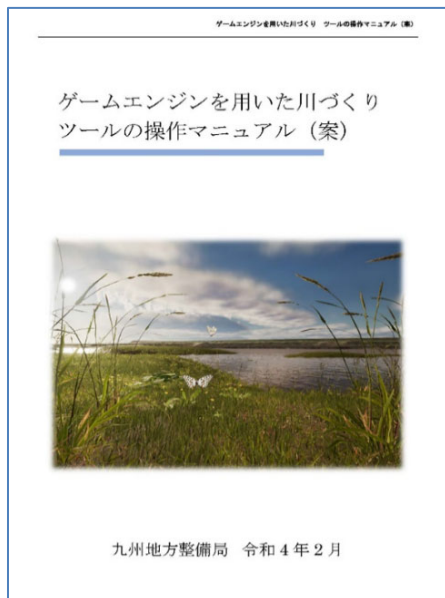 ゲームエンジンを用いた川づくり　ツールの操作マニュアル（案）
ゲームエンジンを用いた川づくり
ツールの操作マニュアル（案）
九州地方整備局　令和４年２月